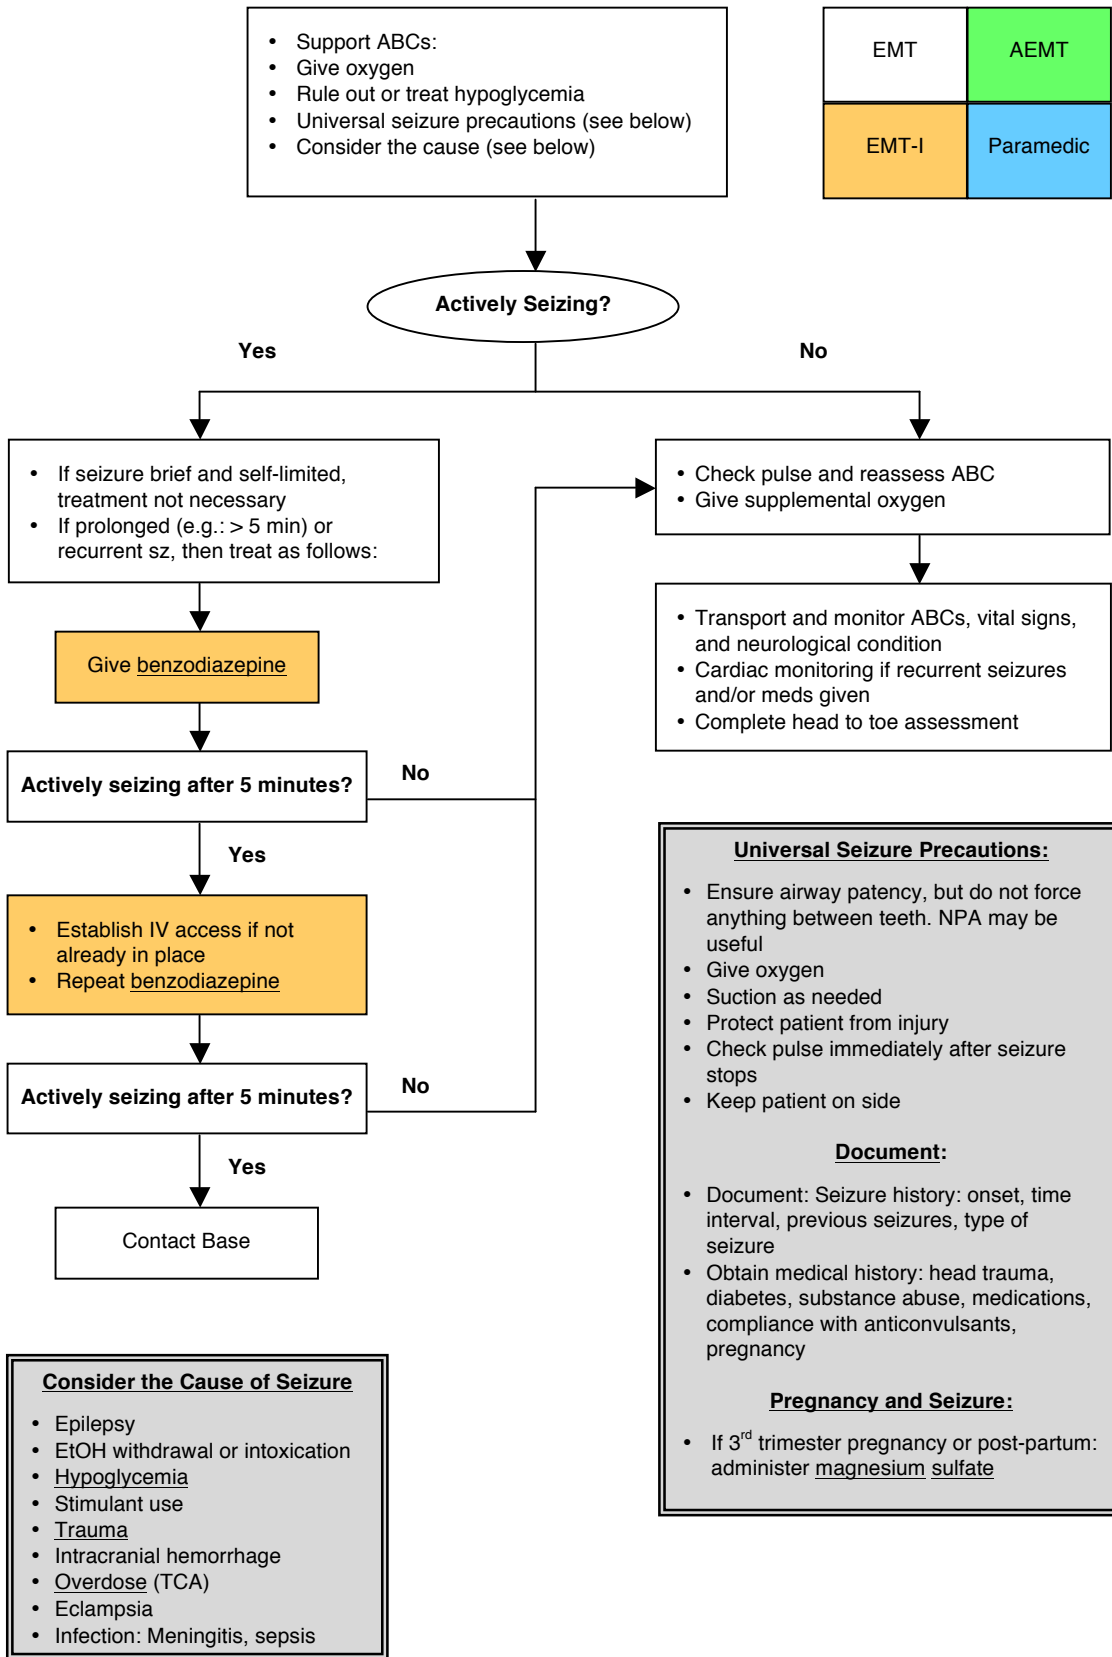 • Support ABCs:
• Give oxygen
• Rule out or treat hypoglycemia
• Universal seizure precautions (see below)
• Consider the cause (see below)
EMT
AEMT
EMT-I
Paramedic
Actively Seizing?
Yes
No
• If seizure brief and self-limited,
treatment not necessary
• If prolonged (e.g.: > 5 min) or
recurrent sz, then treat as follows:
• Check pulse and reassess ABC
• Give supplemental oxygen
Give benzodiazepine
• Transport and monitor ABCs, vital signs,
and neurological condition
• Cardiac monitoring if recurrent seizures
and/or meds given
• Complete head to toe assessment
Actively seizing after 5 minutes?
No
Yes
• Establish IV access if not
already in place
• Repeat benzodiazepine
Actively seizing after 5 minutes?
No
Yes
Contact Base
Universal Seizure Precautions:
• Ensure airway patency, but do not force
anything between teeth. NPA may be
useful
• Give oxygen
• Suction as needed
• Protect patient from injury
• Check pulse immediately after seizure
stops
• Keep patient on side
Document:
• Document: Seizure history: onset, time
interval, previous seizures, type of
seizure
• Obtain medical history: head trauma,
diabetes, substance abuse, medications,
compliance with anticonvulsants,
pregnancy
Pregnancy and Seizure:
• If 3rd trimester pregnancy or post-partum:
administer magnesium sulfate
Consider the Cause of Seizure
• Epilepsy
• EtOH withdrawal or intoxication
• Hypoglycemia
• Stimulant use
• Trauma
• Intracranial hemorrhage
• Overdose (TCA)
• Eclampsia
• Infection: Meningitis, sepsis